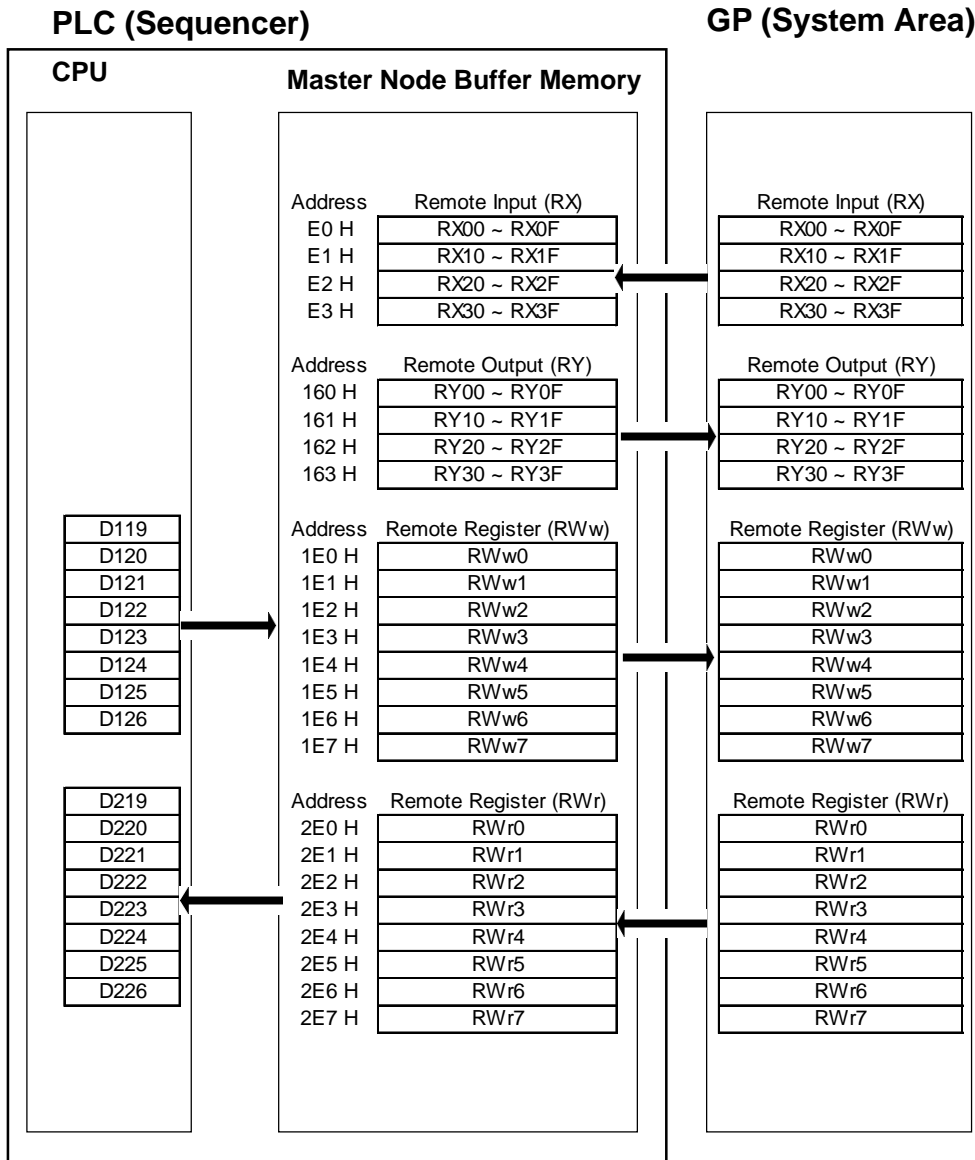 PLC (Sequencer) GP (System Area)
CPU Master Node Buffer Memory
Address Remote Input (RX) Remote Input (RX)
E0 H RX00 ~ RX0F RX00 ~ RX0F
E1 H RX10 ~ RX1F RX10 ~ RX1F
E2 H RX20 ~ RX2F RX20 ~ RX2F
E3 H RX30 ~ RX3F RX30 ~ RX3F
Address Remote Output (RY) Remote Output (RY)
160 H RY00 ~ RY0F RY00 ~ RY0F
161 H RY10 ~ RY1F RY10 ~ RY1F
162 H RY20 ~ RY2F RY20 ~ RY2F
163 H RY30 ~ RY3F RY30 ~ RY3F
D119 Address Remote Register (RWw) Remote Register (RWw)
D120 1E0 H RWw0 RWw0
D121 1E1 H RWw1 RWw1
D122 1E2 H RWw2 RWw2
D123 1E3 H RWw3 RWw3
D124 1E4 H RWw4 RWw4
D125 1E5 H RWw5 RWw5
D126 1E6 H RWw6 RWw6
1E7 H RWw7 RWw7
D219 Address Remote Register (RWr) Remote Register (RWr)
D220 2E0 H RWr0 RWr0
D221 2E1 H RWr1 RWr1
D222 2E2 H RWr2 RWr2
D223 2E3 H RWr3 RWr3
D224 2E4 H RWr4 RWr4
D225 2E5 H RWr5 RWr5
D226 2E6 H RWr6 RWr6
2E7 H RWr7 RWr7